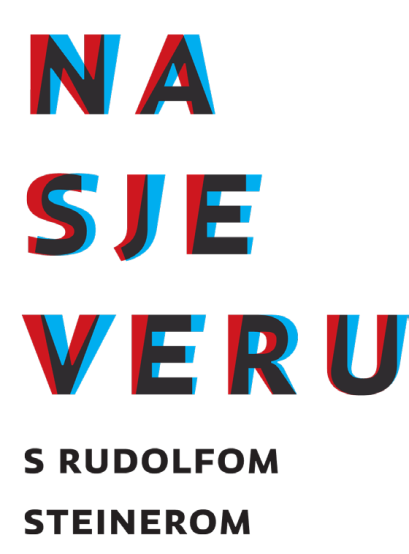 NA
SJE
VERU
S RUDOLFOM
STEINEROM